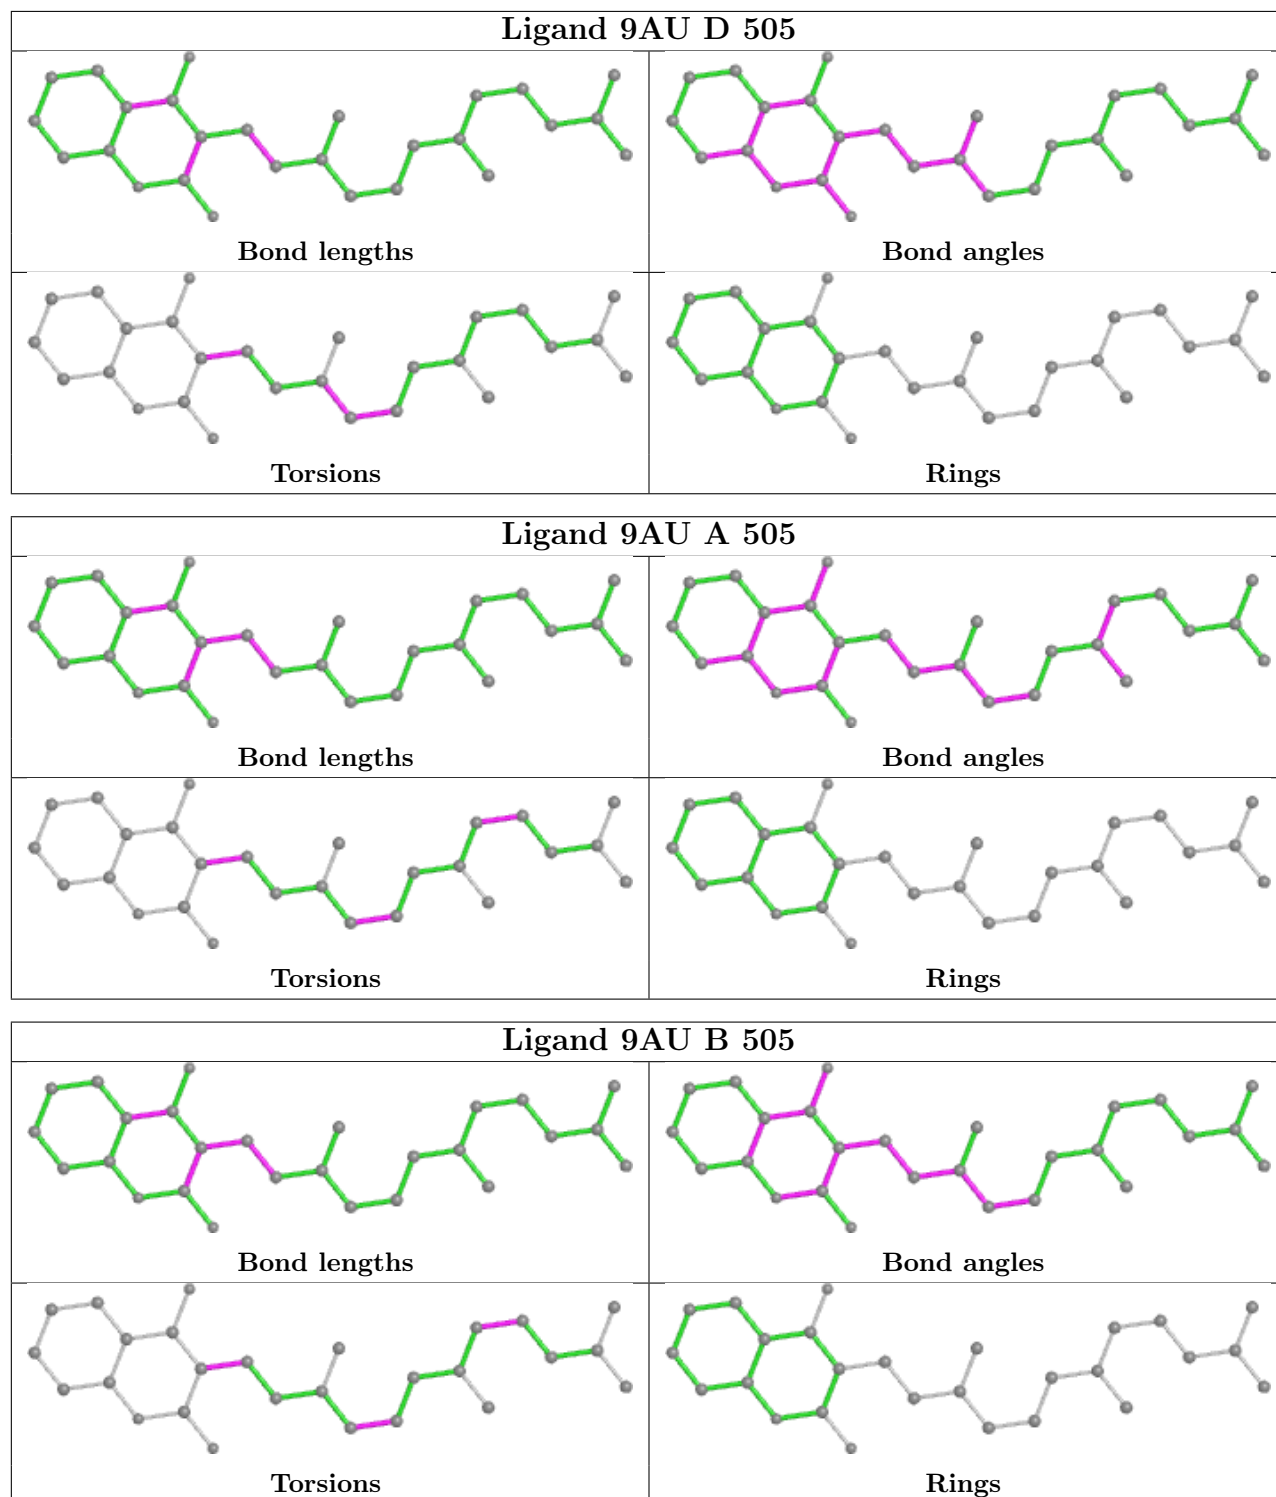 Ligand 9AU D 505
Bond lengths
Bond angles
Torsions
Rings
Ligand 9AU A 505
Bond lengths
Bond angles
Torsions
Rings
Ligand 9AU B 505
Bond lengths
Bond angles
Torsions
Rings